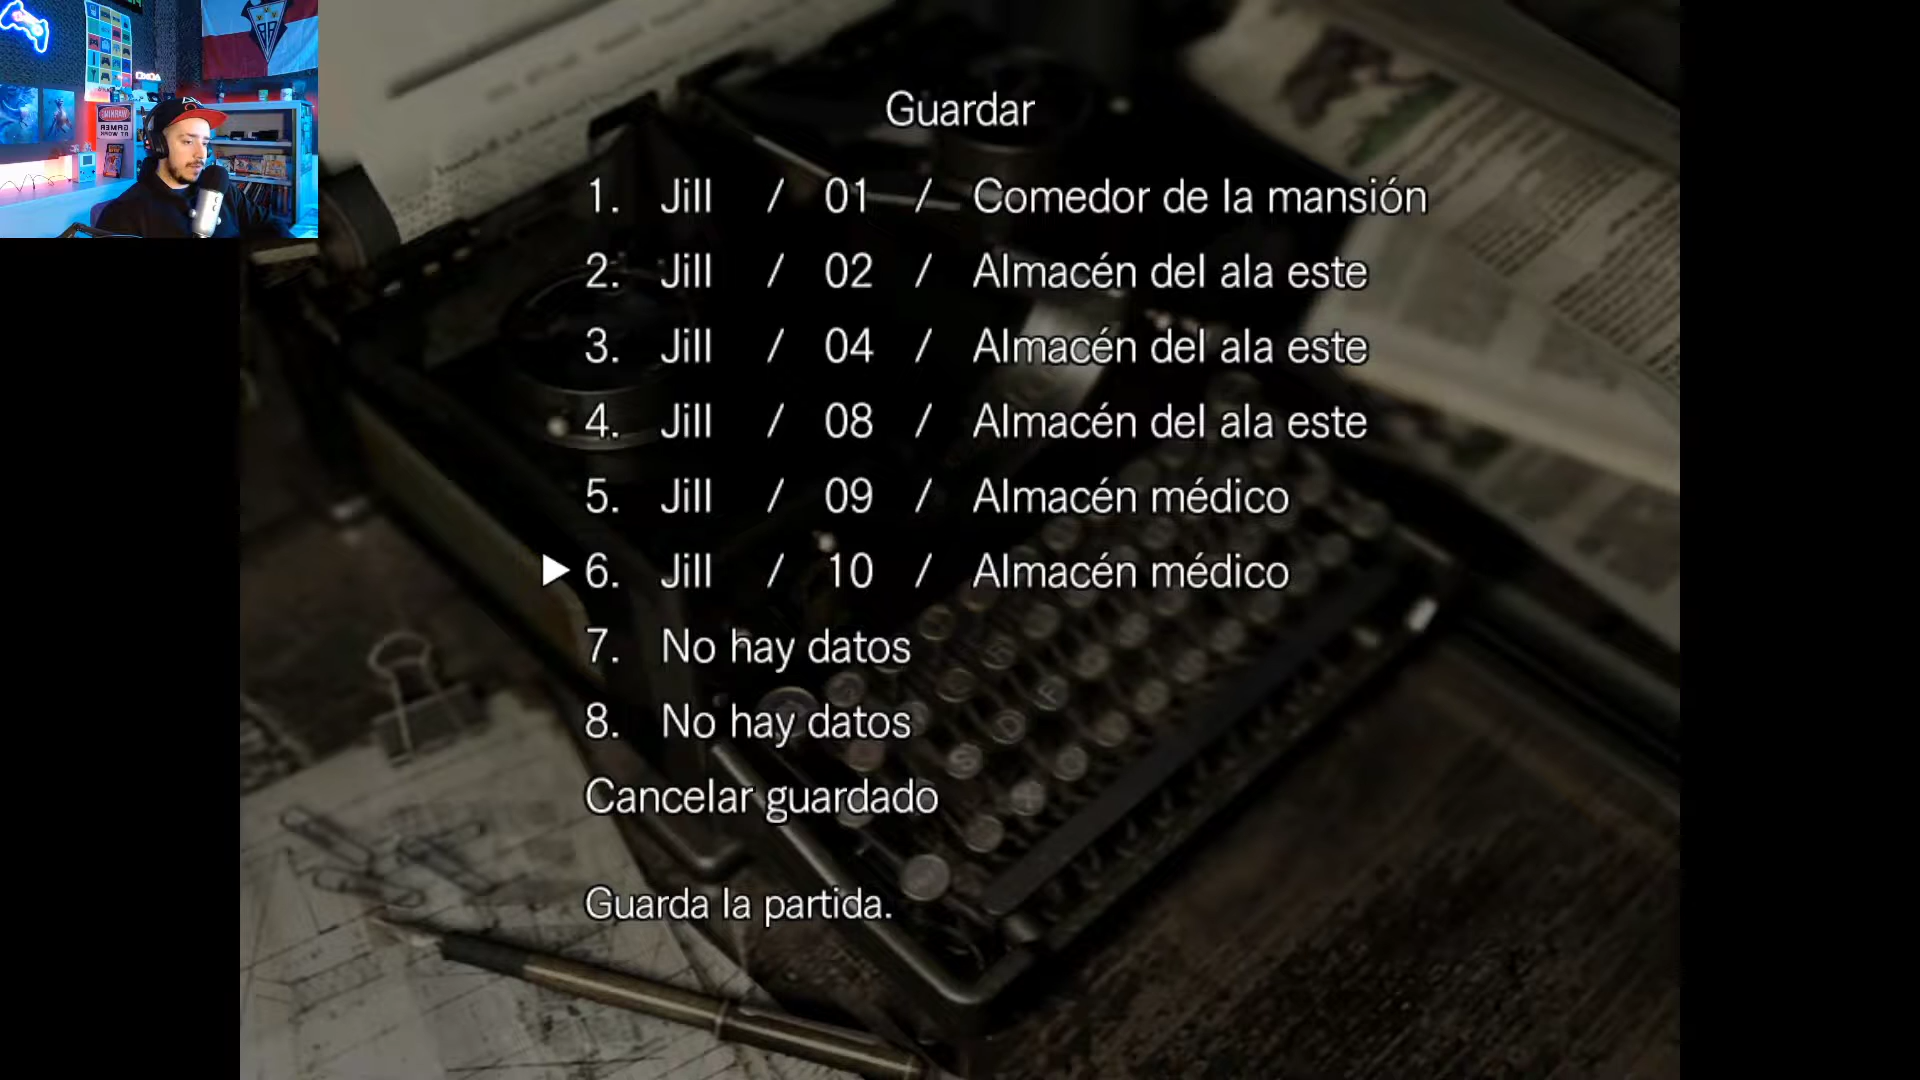 Guardar
1. Jill / 01 / Comedor de la mansión
2. Jill / 02 / Almacén del ala este
3. Jill / 04 / Almacén del ala este
4. Jill / 08 / Almacén del ala este
5. Jill / 09 / Almacén médico
6. Jill / 10 / Almacén médico
7. No hay datos
8. No hay datos
Cancelar guardado
Guarda la partida.